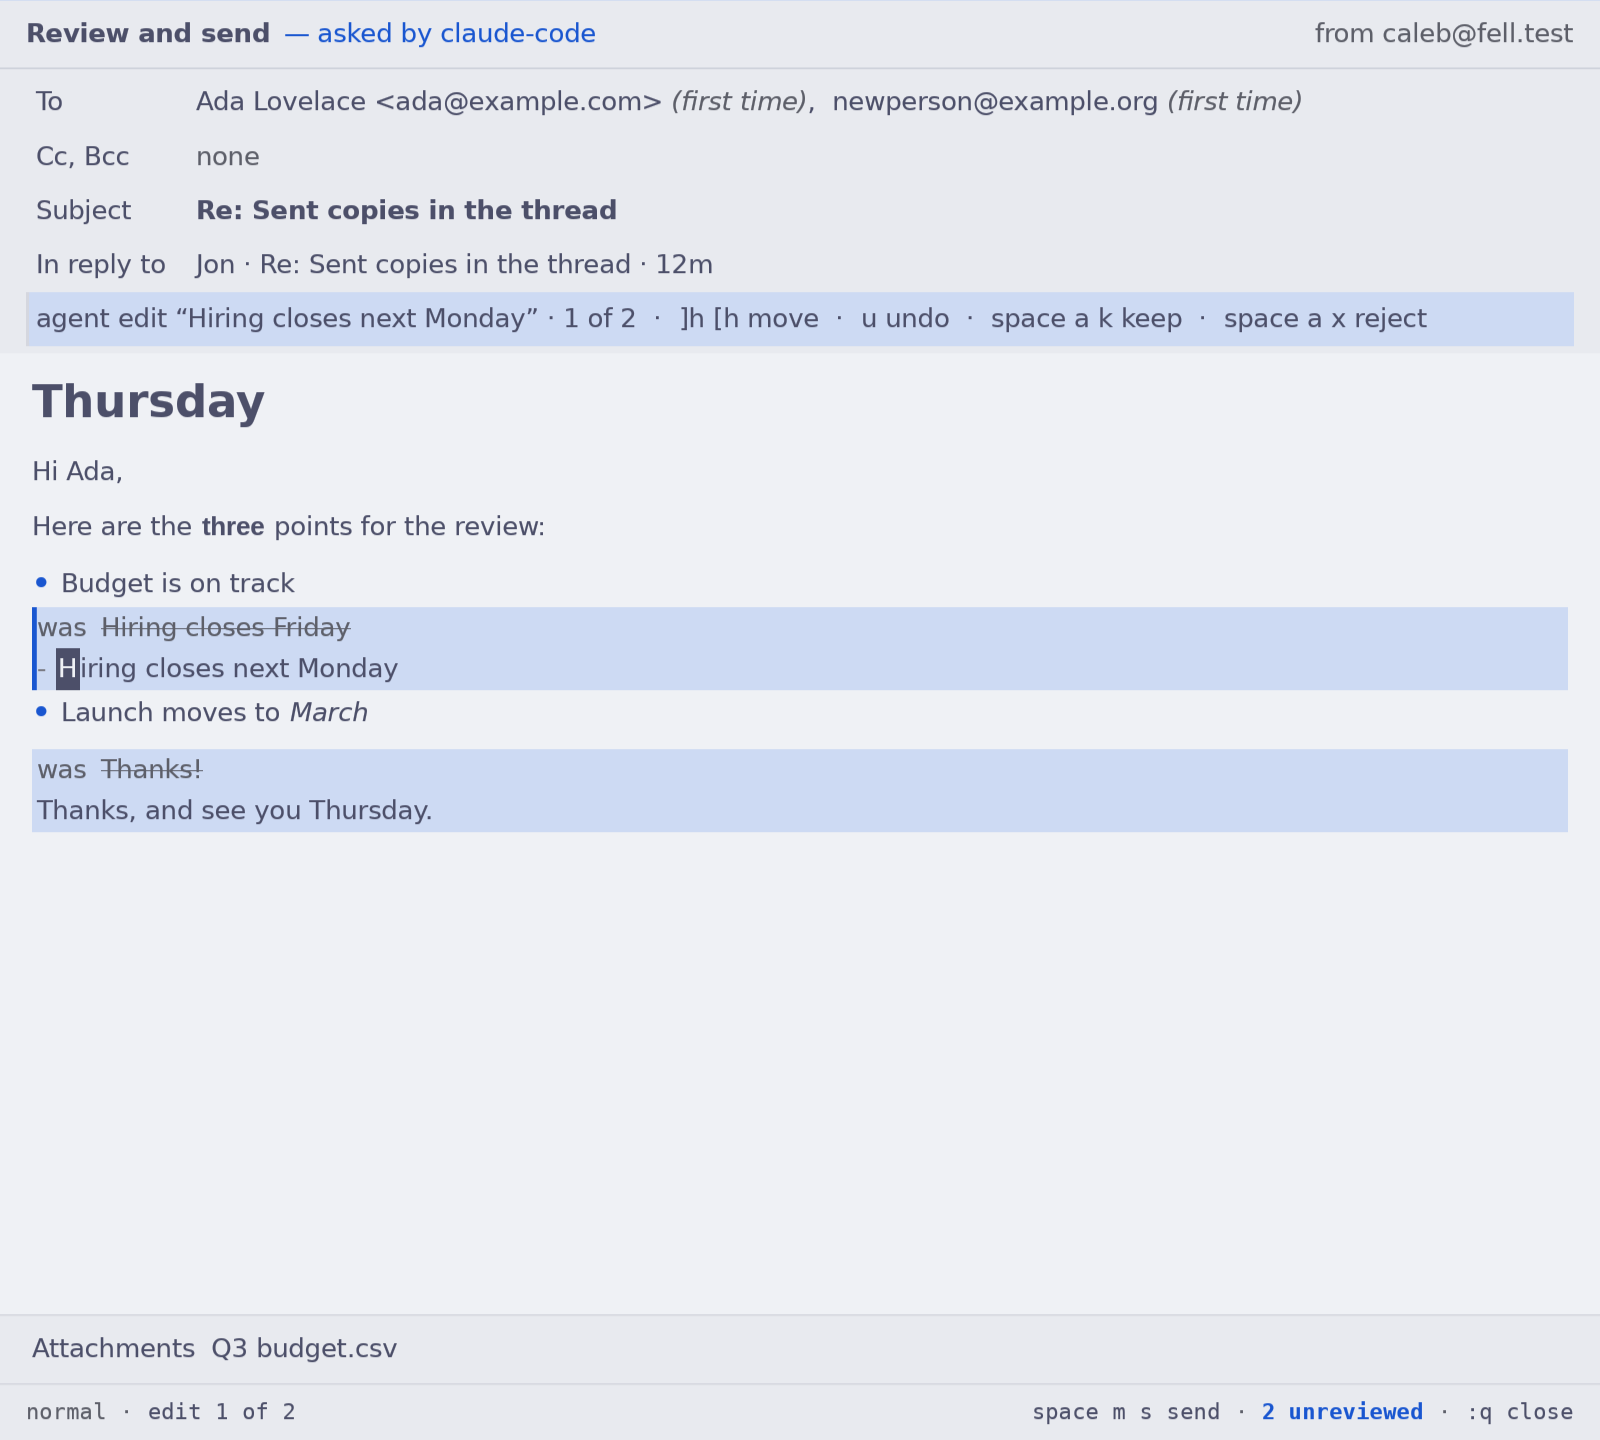 Review and send — asked by claude-code from caleb@fell.test
To Ada Lovelace <ada@example.com> (first time), newperson@example.org (first time)
Cc, Bcc none
Subject Re: Sent copies in the thread
In reply to Jon · Re: Sent copies in the thread · 12m
agent edit “Hiring closes next Monday” · 1 of 2 · ]h [h move · u undo · space a k keep · space a x reject
Thursday
Hi Ada,
Here are the three points for the review:
• Budget is on track
was Hiring closes Friday
- Hiring closes next Monday
• Launch moves to March
was Thanks!
Thanks, and see you Thursday.
Attachments Q3 budget.csv
normal · edit 1 of 2 space m s send · 2 unreviewed · :q close